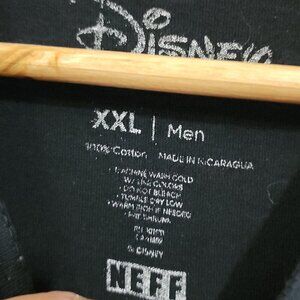 Disney
XXL | Men
100% Cotton MADE IN NICARAGUA
• MACHINE WASH COLD
W/ LIKE COLORS
• DO NOT BLEACH
• TUMBLE DRY LOW
• WARM IRON IF NEEDED
© DISNEY
NEFF